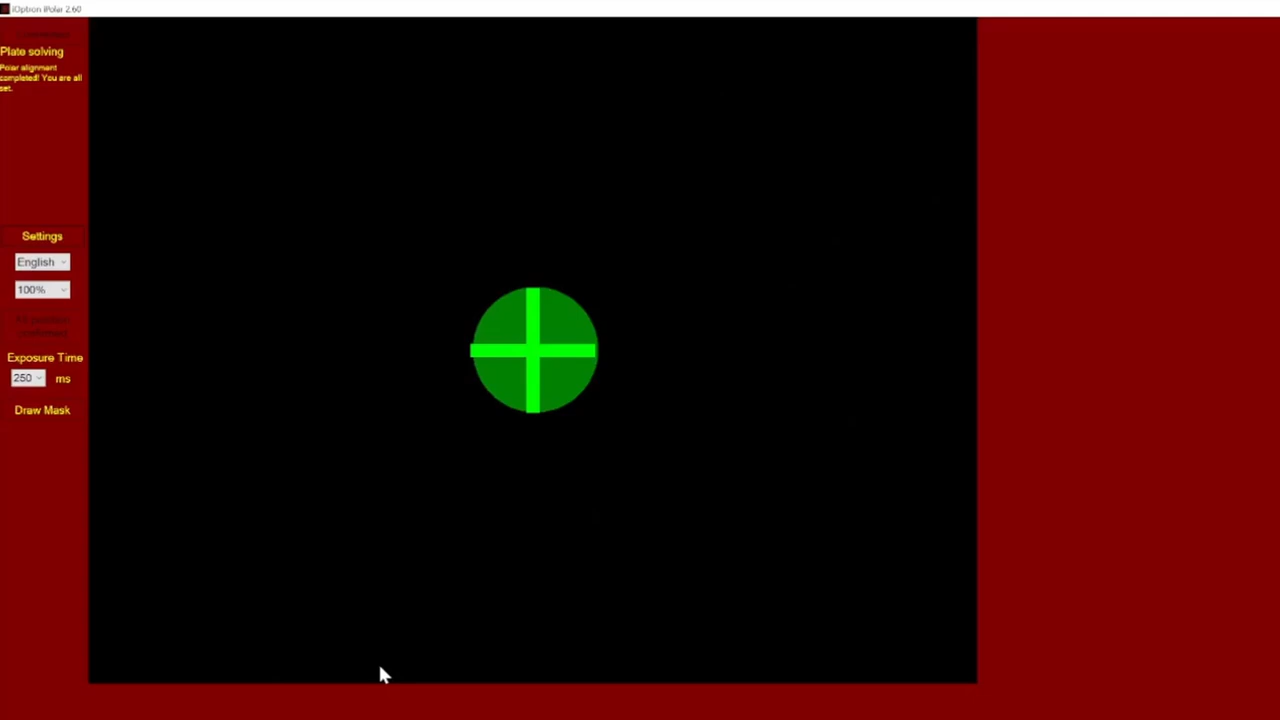 iOptron iPolar 2.60
Plate solving
Polar alignment
completed! You are all
set.
Settings
English
100%
Exposure Time
250 ms
Draw Mask